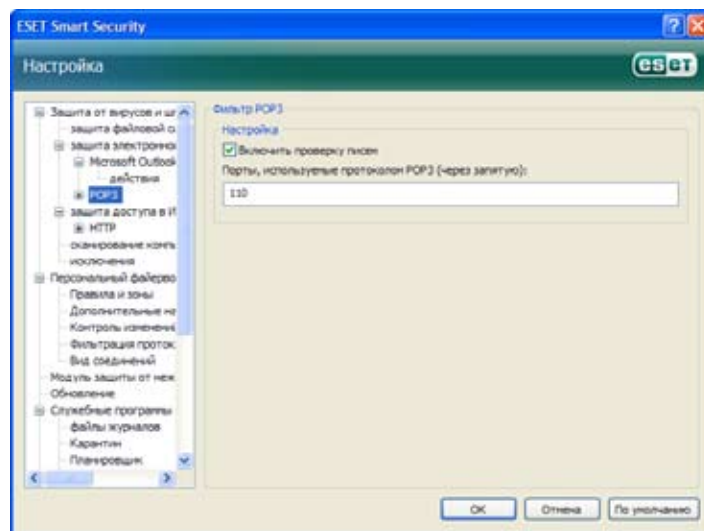 ESET Smart Security
Настройка
eset
Защита от вирусов и шг
защита файловой с
защита электронно
Microsoft Outlook
действия
POP3
защита доступа в И
HTTP
сканирование компь
исключения
Персональный файерво
Правила и зоны
Дополнительные на
Контроль изменени
Фильтрация проток
Вид соединений
Модуль защиты от неж
Обновление
Служебные программы
файлы журналов
Карантин
Планировщик
Фильтр POP3
Настройка
Включить проверку писем
Порты, используемые протоколом POP3 (через запятую):
110
OK
Отмена
По умолчанию